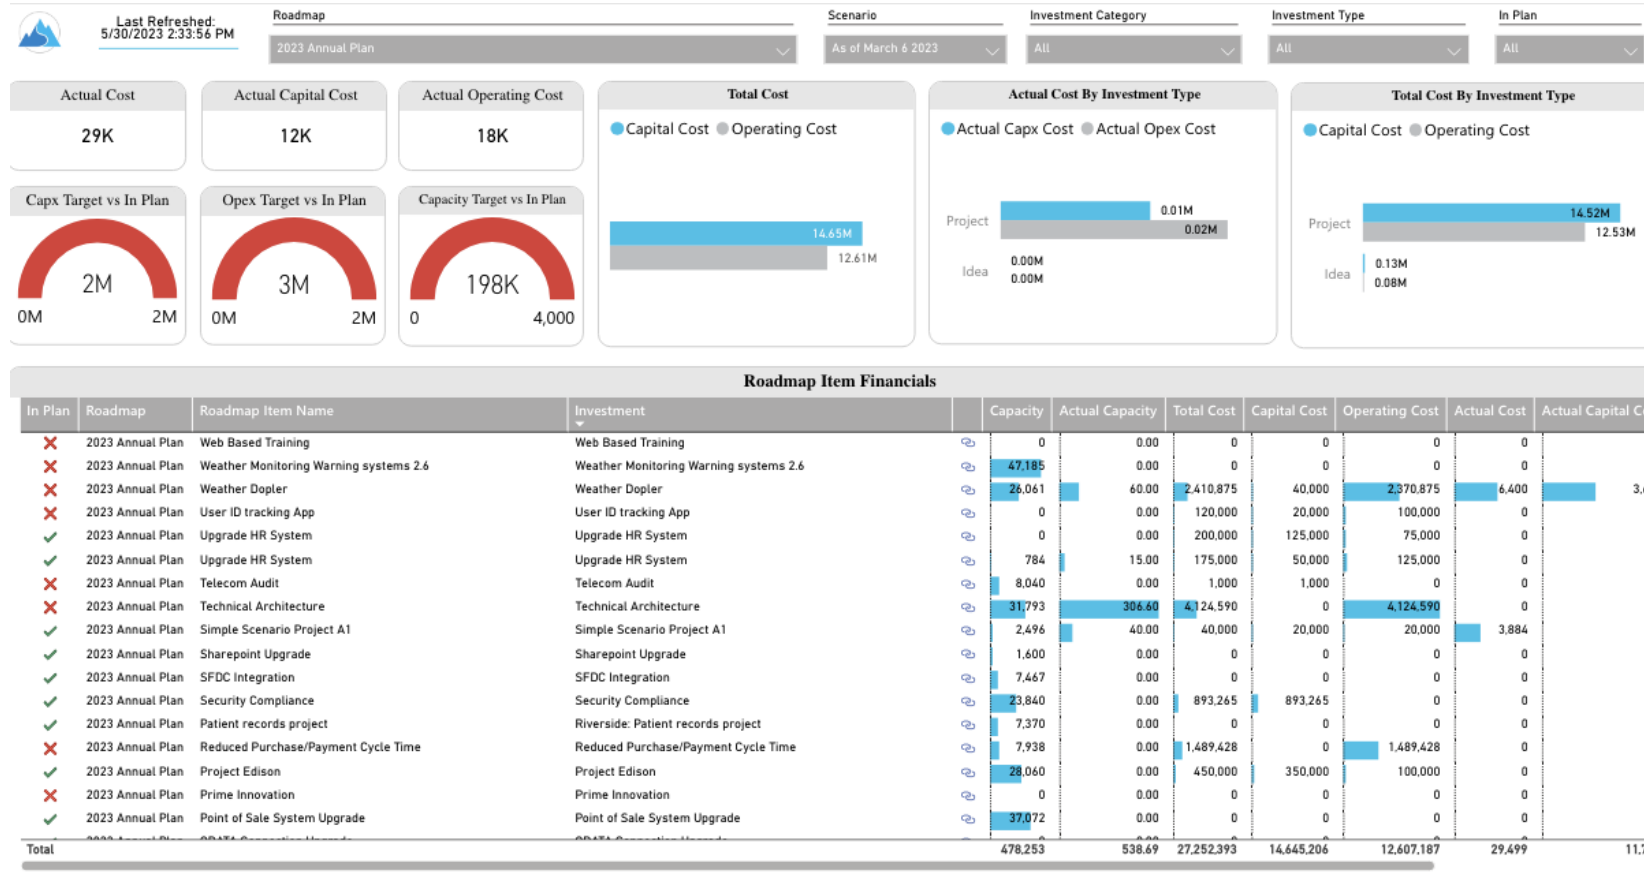 Last Refreshed:
5/30/2023 2:33:56 PM
Roadmap
2023 Annual Plan
Scenario
As of March 6 2023
Investment Category
All
Investment Type
All
In Plan
All
Actual Cost
29K
Actual Capital Cost
12K
Actual Operating Cost
18K
Capx Target vs In Plan
2M
0M 2M
Opex Target vs In Plan
3M
0M 2M
Capacity Target vs In Plan
198K
0 4,000
Total Cost
Capital Cost Operating Cost
14.65M
12.61M
Actual Cost By Investment Type
Actual Capx Cost Actual Opex Cost
Project 0.01M
0.02M
Idea 0.00M
0.00M
Total Cost By Investment Type
Capital Cost Operating Cost
Project 14.52M
12.53M
Idea 0.13M
0.08M
Roadmap Item Financials
In Plan Roadmap Roadmap Item Name Investment Capacity Actual Capacity Total Cost Capital Cost Operating Cost Actual Cost Actual Capital C
2023 Annual Plan Web Based Training Web Based Training 0 0.00 0 0 0 0
2023 Annual Plan Weather Monitoring Warning systems 2.6 Weather Monitoring Warning systems 2.6 47,185 0.00 0 0 0 0
2023 Annual Plan Weather Dopler Weather Dopler 26,061 60.00 2,410,875 40,000 2,370,875 6,400 3,
2023 Annual Plan User ID tracking App User ID tracking App 0 0.00 120,000 20,000 100,000 0
2023 Annual Plan Upgrade HR System Upgrade HR System 0 0.00 200,000 125,000 75,000 0
2023 Annual Plan Upgrade HR System Upgrade HR System 784 15.00 175,000 50,000 125,000 0
2023 Annual Plan Telecom Audit Telecom Audit 8,040 0.00 1,000 1,000 0 0
2023 Annual Plan Technical Architecture Technical Architecture 31,793 306.60 4,124,590 0 4,124,590 0
2023 Annual Plan Simple Scenario Project A1 Simple Scenario Project A1 2,496 40.00 40,000 20,000 20,000 3,884
2023 Annual Plan Sharepoint Upgrade Sharepoint Upgrade 1,600 0.00 0 0 0 0
2023 Annual Plan SFDC Integration SFDC Integration 7,467 0.00 0 0 0 0
2023 Annual Plan Security Compliance Security Compliance 23,840 0.00 893,265 893,265 0 0
2023 Annual Plan Patient records project Riverside: Patient records project 7,370 0.00 0 0 0 0
2023 Annual Plan Reduced Purchase/Payment Cycle Time Reduced Purchase/Payment Cycle Time 7,938 0.00 1,489,428 0 1,489,428 0
2023 Annual Plan Project Edison Project Edison 28,060 0.00 450,000 350,000 100,000 0
2023 Annual Plan Prime Innovation Prime Innovation 0 0.00 0 0 0 0
2023 Annual Plan Point of Sale System Upgrade Point of Sale System Upgrade 37,072 0.00 0 0 0 0
Total 478,253 538.69 27,252,393 14,645,206 12,607,187 29,499 11,